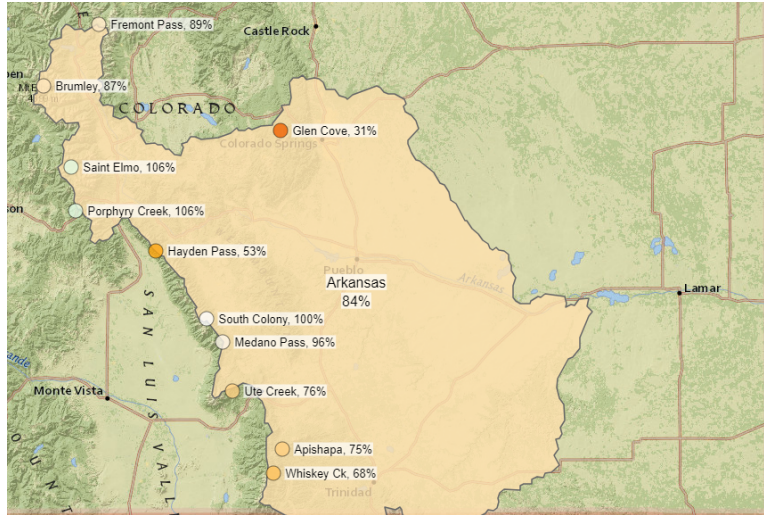 Fremont Pass, 89%
Castle Rock
Brumley, 87%
COLORADO
Glen Cove, 31%
Colorado Springs
Saint Elmo, 106%
Porphyry Creek, 106%
Hayden Pass, 53%
Pueblo
Arkansas
Arkansas
84%
Lamar
SAN LUIS VALL
South Colony, 100%
Medano Pass, 96%
Monte Vista
Ute Creek, 76%
Apishapa, 75%
Whiskey Ck, 68%
Trinidad
OUNT